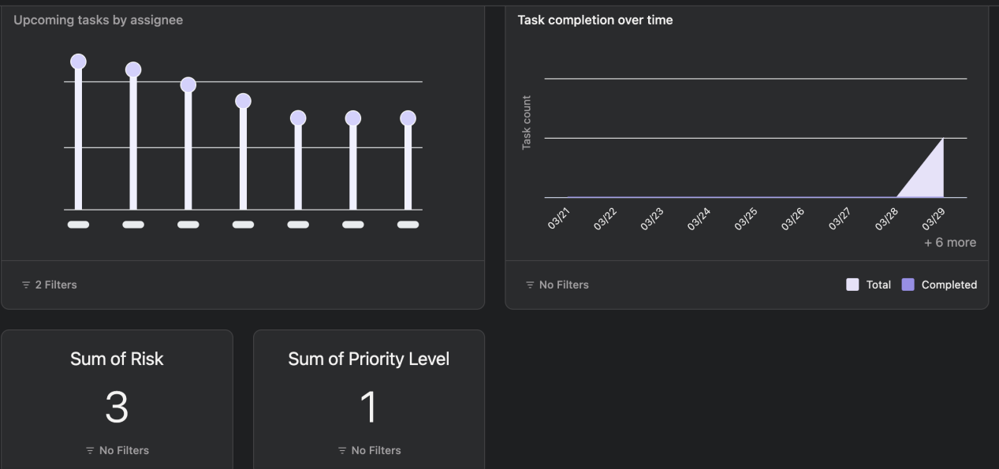 Upcoming tasks by assignee
2 Filters
Task completion over time
Task count
03/21
03/22
03/23
03/24
03/25
03/26
03/27
03/28
03/29
+ 6 more
No Filters
Total
Completed
Sum of Risk
3
No Filters
Sum of Priority Level
1
No Filters